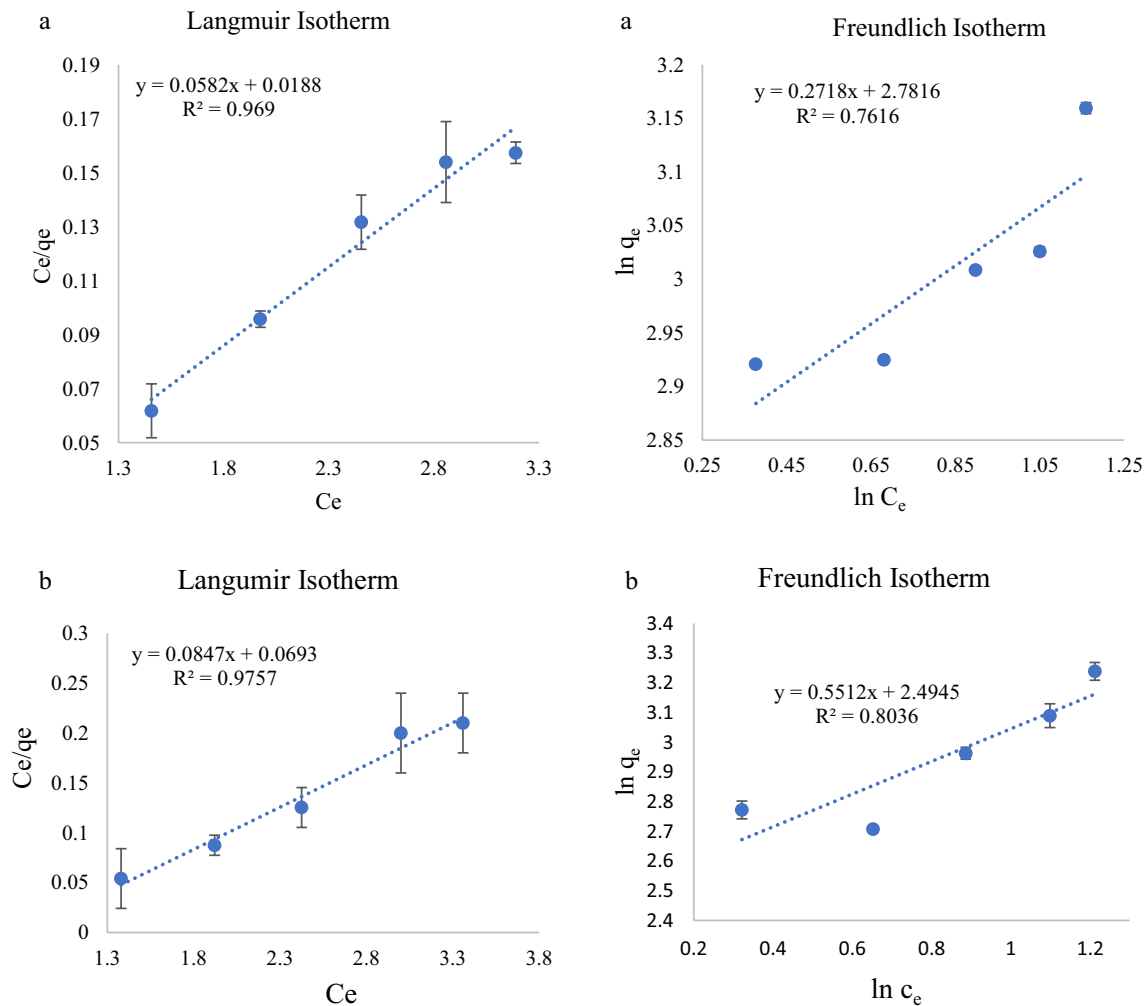 a
Langmuir Isotherm
y = 0.0582x + 0.0188
R² = 0.969
0.19
0.17
0.15
0.13
0.11
0.09
0.07
0.05
Ce/qe
1.3 1.8 2.3 2.8 3.3
Ce
a
Freundlich Isotherm
y = 0.2718x + 2.7816
R² = 0.7616
3.2
3.15
3.1
3.05
3
2.95
2.9
2.85
ln qₑ
0.25 0.45 0.65 0.85 1.05 1.25
ln Cₑ
b
Langumir Isotherm
y = 0.0847x + 0.0693
R² = 0.9757
0.3
0.25
0.2
0.15
0.1
0.05
0
Ce/qe
1.3 1.8 2.3 2.8 3.3 3.8
Ce
b
Freundlich Isotherm
y = 0.5512x + 2.4945
R² = 0.8036
3.4
3.3
3.2
3.1
3
2.9
2.8
2.7
2.6
2.5
2.4
ln qₑ
0.2 0.4 0.6 0.8 1 1.2
ln cₑ